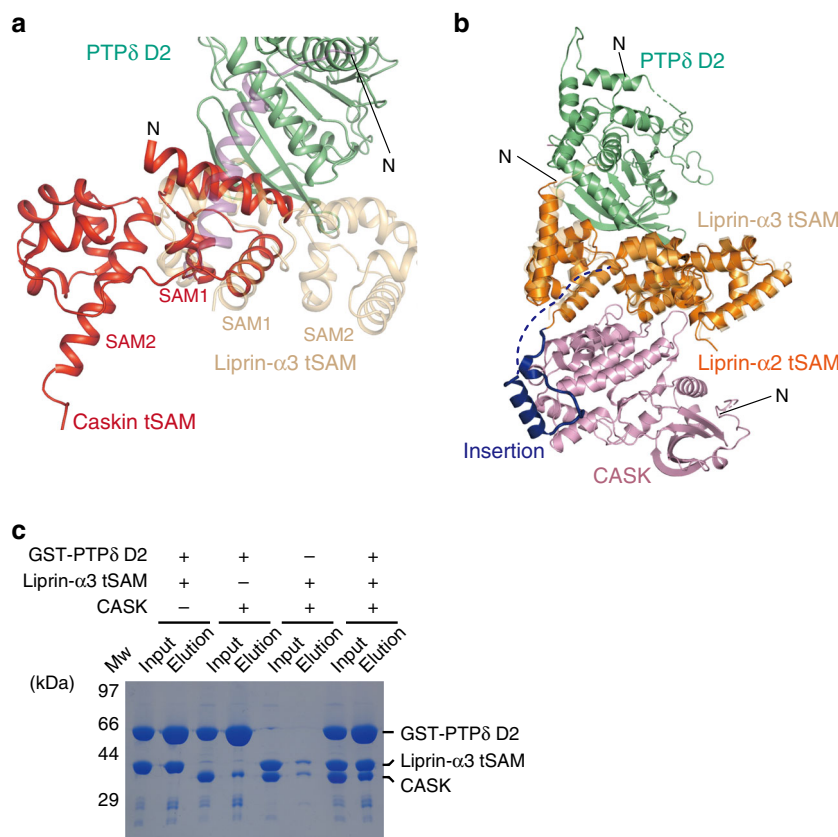 a
PTPδ D2
N
N
SAM1
SAM1
SAM2
SAM2
Liprin-α3 tSAM
Caskin tSAM
b
N
PTPδ D2
N
Liprin-α3 tSAM
Liprin-α2 tSAM
N
Insertion
CASK
c
GST-PTPδ D2 + + – +
Liprin-α3 tSAM + – + +
CASK – + + +
Mw Input Elution Input Elution Input Elution Input Elution
(kDa)
97
66
44
29
GST-PTPδ D2
Liprin-α3 tSAM
CASK